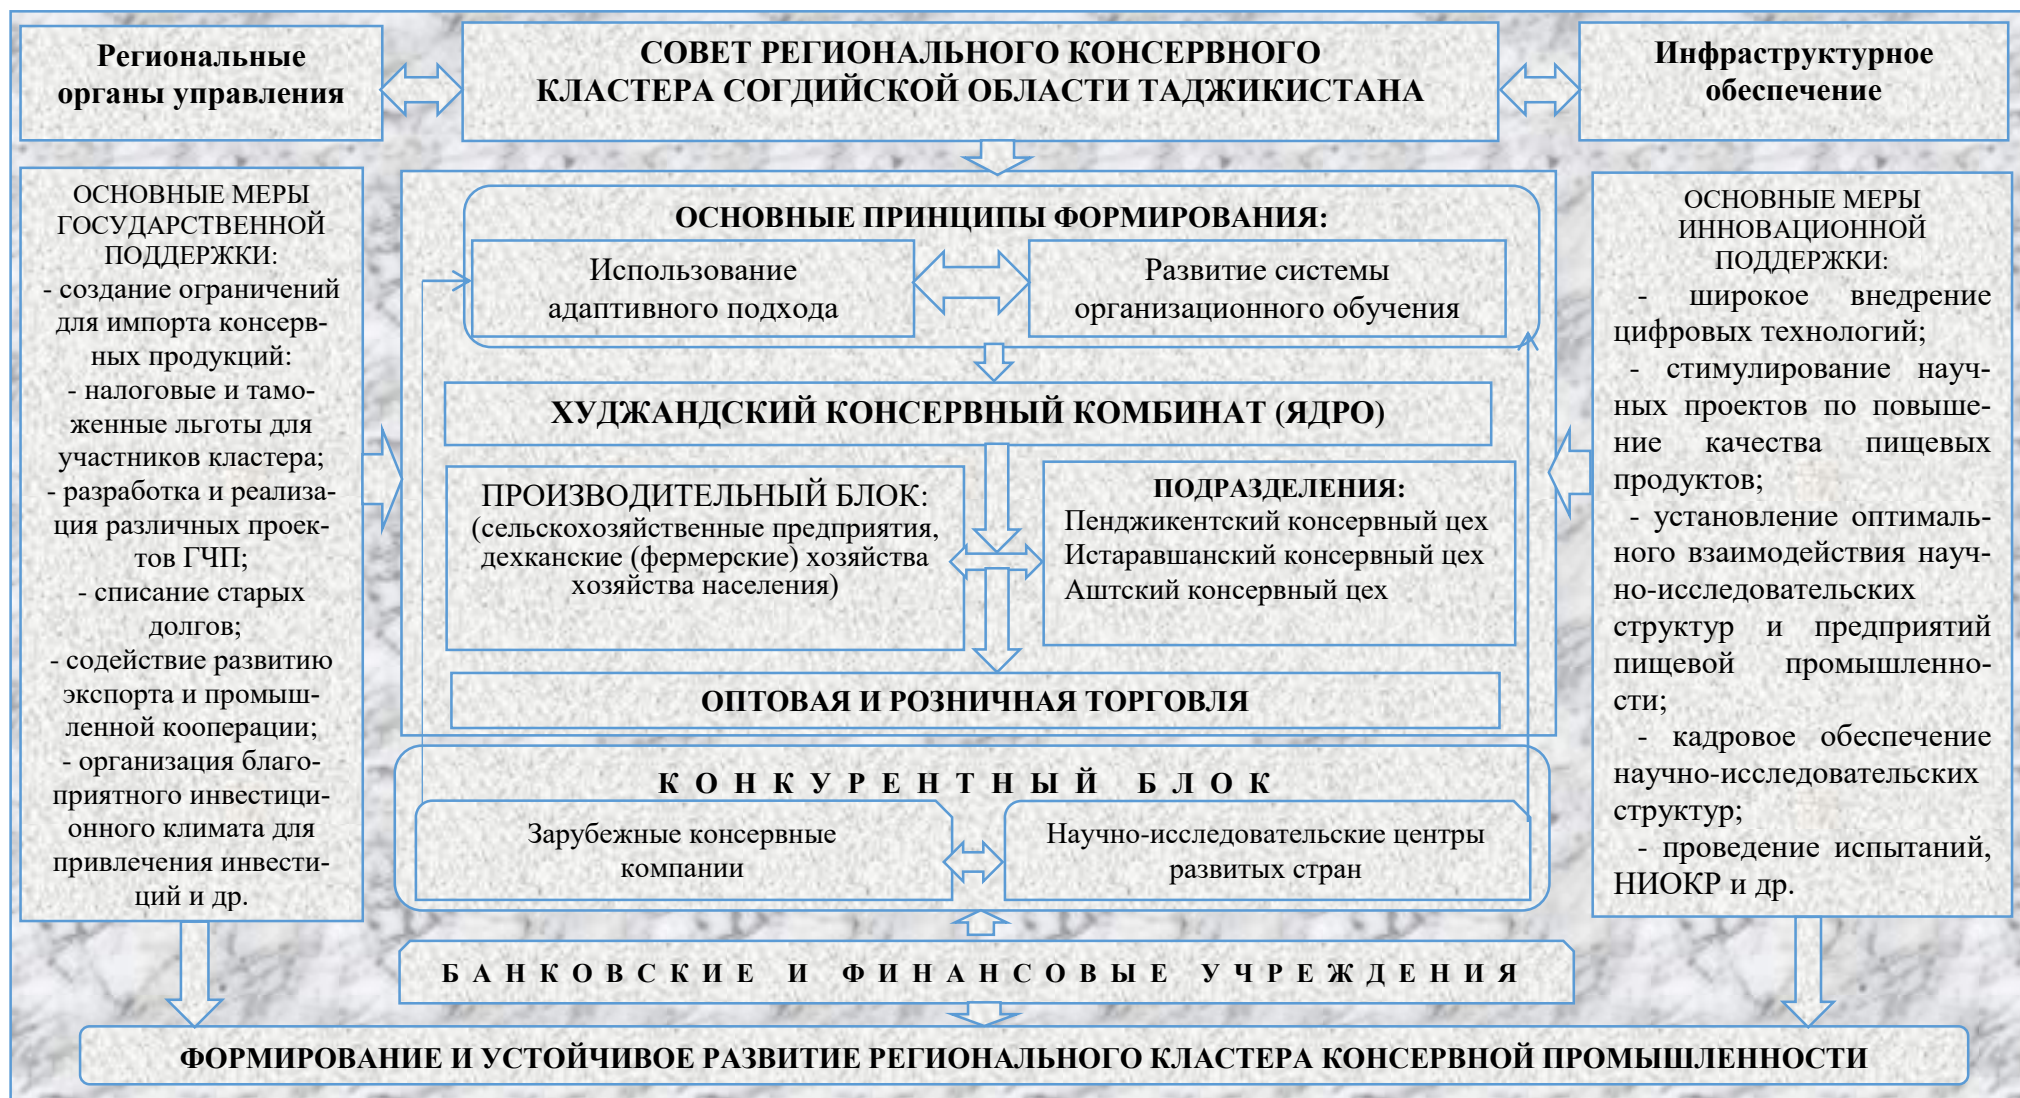 Региональные
органы управления
СОВЕТ РЕГИОНАЛЬНОГО КОНСЕРВНОГО
КЛАСТЕРА СОГДИЙСКОЙ ОБЛАСТИ ТАДЖИКИСТАНА
Инфраструктурное
обеспечение
ОСНОВНЫЕ МЕРЫ
ГОСУДАРСТВЕННОЙ
ПОДДЕРЖКИ:
- создание ограничений
для импорта консерв-
ных продукций:
- налоговые и тамо-
женные льготы для
участников кластера;
- разработка и реализа-
ция различных проек-
тов ГЧП;
- списание старых
долгов;
- содействие развитию
экспорта и промыш-
ленной кооперации;
- организация благо-
приятного инвестици-
онного климата для
привлечения инвести-
ций и др.
ОСНОВНЫЕ ПРИНЦИПЫ ФОРМИРОВАНИЯ:
Использование
адаптивного подхода
Развитие системы
организационного обучения
ХУДЖАНДСКИЙ КОНСЕРВНЫЙ КОМБИНАТ (ЯДРО)
ПРОИЗВОДИТЕЛЬНЫЙ БЛОК:
(сельскохозяйственные предприятия,
дехканские (фермерские) хозяйства
хозяйства населения)
ПОДРАЗДЕЛЕНИЯ:
Пенджикентский консервный цех
Истаравшанский консервный цех
Аштский консервный цех
ОПТОВАЯ И РОЗНИЧНАЯ ТОРГОВЛЯ
КОНКУРЕНТНЫЙ БЛОК
Зарубежные консервные
компании
Научно-исследовательские центры
развитых стран
БАНКОВСКИЕ И ФИНАНСОВЫЕ УЧРЕЖДЕНИЯ
ОСНОВНЫЕ МЕРЫ
ИННОВАЦИОННОЙ
ПОДДЕРЖКИ:
- широкое внедрение
цифровых технологий;
- стимулирование науч-
ных проектов по повыше-
ние качества пищевых
продуктов;
- установление оптималь-
ного взаимодействия науч-
но-исследовательских
структур и предприятий
пищевой промышленно-
сти;
- кадровое обеспечение
научно-исследовательских
структур;
- проведение испытаний,
НИОКР и др.
ФОРМИРОВАНИЕ И УСТОЙЧИВОЕ РАЗВИТИЕ РЕГИОНАЛЬНОГО КЛАСТЕРА КОНСЕРВНОЙ ПРОМЫШЛЕННОСТИ